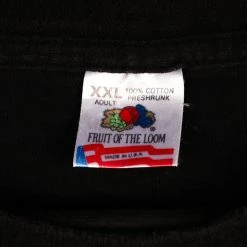 XXL 100% COTTON
ADULT PRESHRUNK
FRUIT OF THE LOOM®
MADE IN U.S.A.